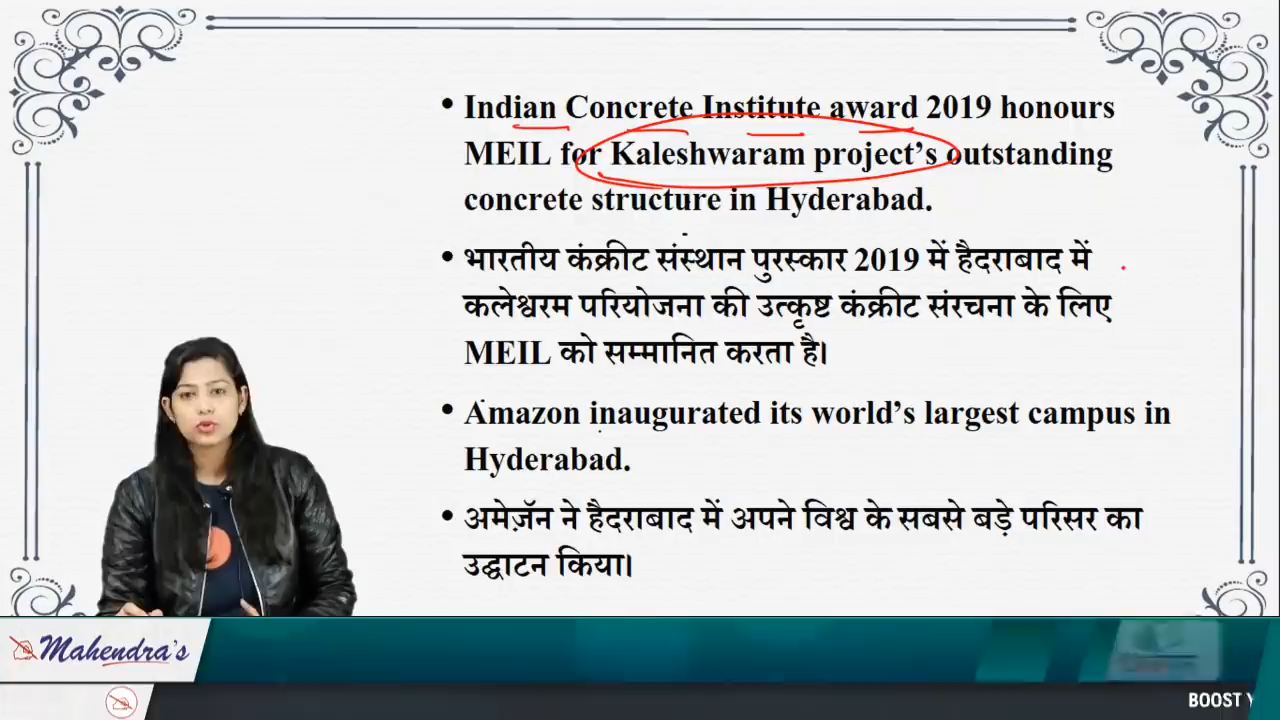 • Indian Concrete Institute award 2019 honours
MEIL for Kaleshwaram project’s outstanding
concrete structure in Hyderabad.
• भारतीय कंक्रीट संस्थान पुरस्कार 2019 में हैदराबाद में
कलेश्वरम परियोजना की उत्कृष्ट कंक्रीट संरचना के लिए
MEIL को सम्मानित करता है।
• Amazon inaugurated its world’s largest campus in
Hyderabad.
• अमेज़ॅन ने हैदराबाद में अपने विश्व के सबसे बड़े परिसर का
उद्घाटन किया।
Mahendra's
BOOST